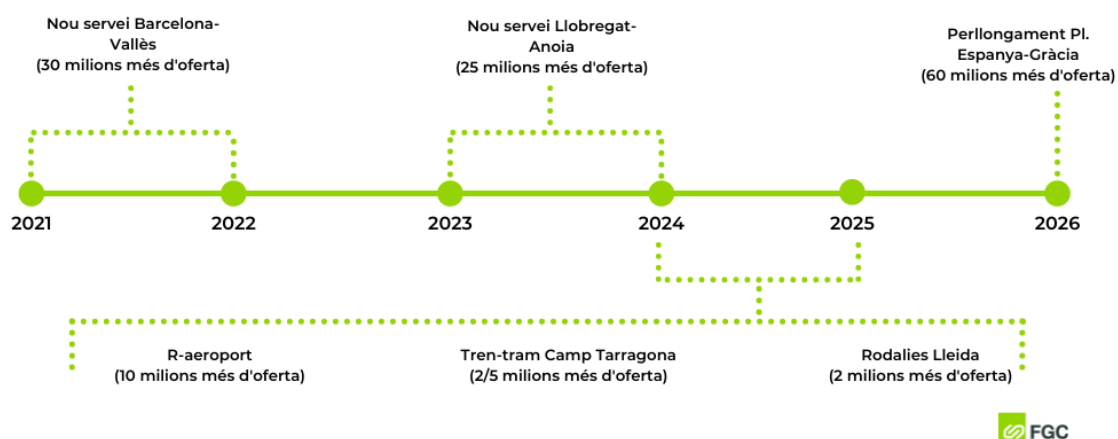 Nou servei Barcelona-
Vallès
(30 milions més d'oferta)
Nou servei Llobregat-
Anoia
(25 milions més d'oferta)
Perllongament Pl.
Espanya-Gràcia
(60 milions més d'oferta)
2021
2022
2023
2024
2025
2026
R-aeroport
(10 milions més d'oferta)
Tren-tram Camp Tarragona
(2/5 milions més d'oferta)
Rodalies Lleida
(2 milions més d'oferta)
FGC